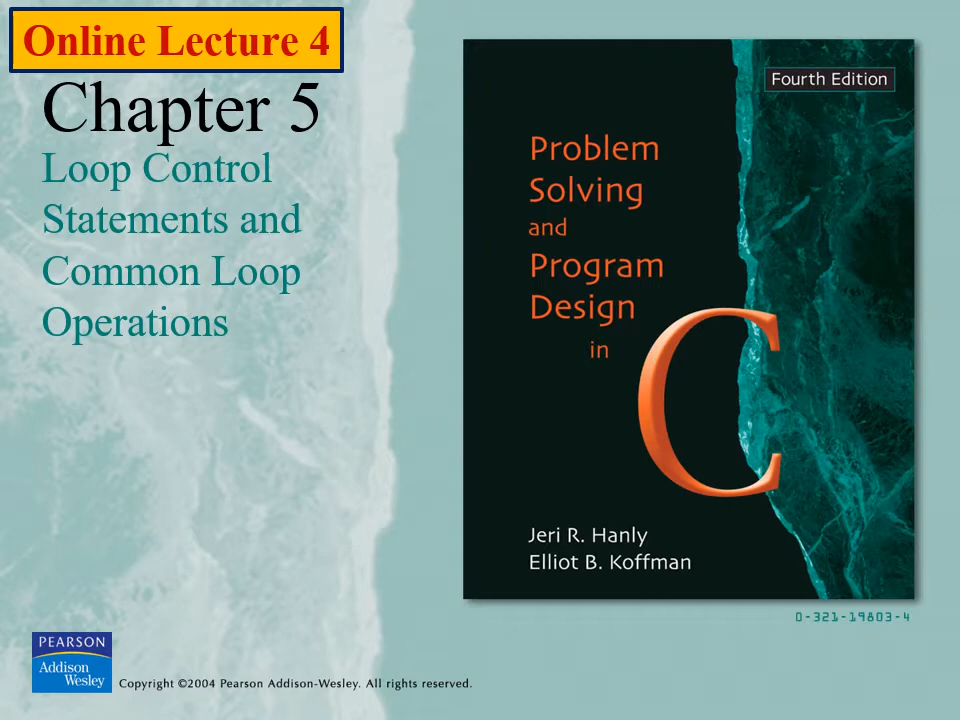 Online Lecture 4
Chapter 5
Loop Control
Statements and
Common Loop
Operations
Fourth Edition
Problem
Solving
and
Program
Design
in
C
Jeri R. Hanly
Elliot B. Koffman
0-321-19803-4
PEARSON
Addison
Wesley
Copyright ©2004 Pearson Addison-Wesley. All rights reserved.